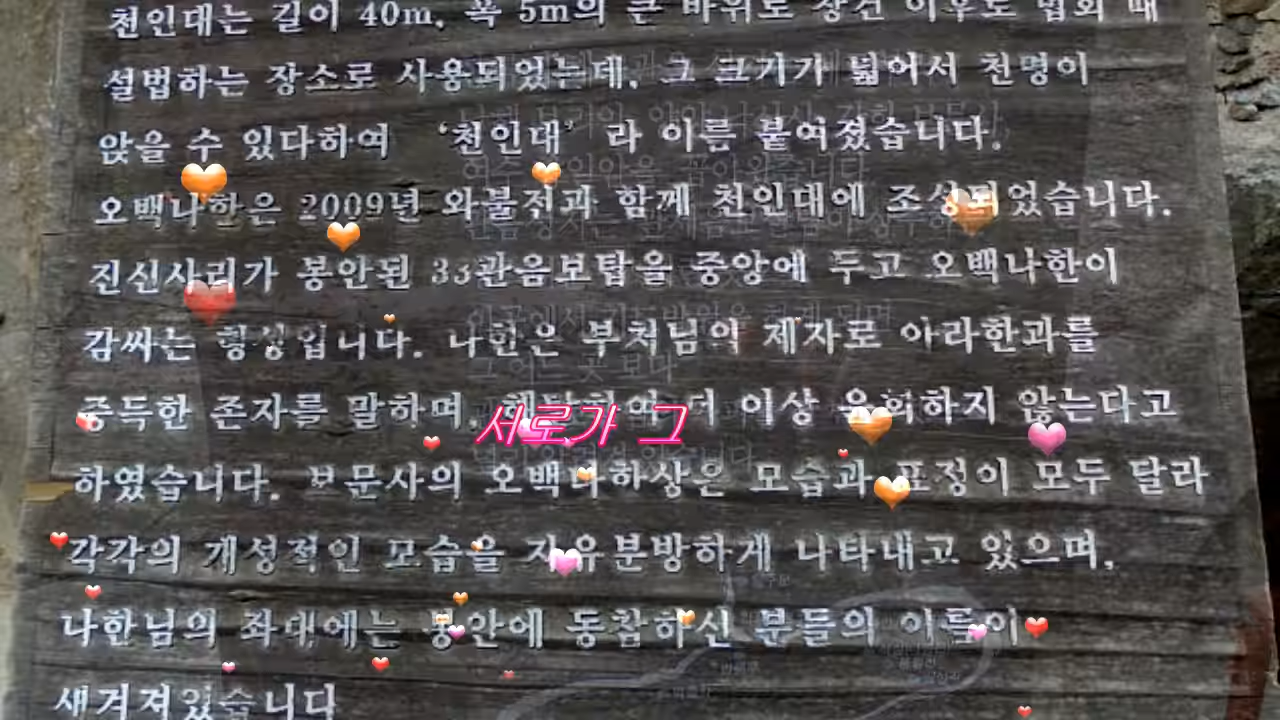 천인대는 길이 40m, 폭 5m의 큰 바위로 창건 이후로 법회 때
설법하는 장소로 사용되었는데, 그 크기가 넓어서 천명이
앉을 수 있다하여 ‘천인대’ 라 이름 붙여졌습니다.
오백나한은 2009년 와불전과 함께 천인대에 조성되었습니다.
진신사리가 봉안된 33관음보탑을 중앙에 두고 오백나한이
감싸는 형상입니다. 나한은 부처님의 제자로 아라한과를
증득한 존자를 말하며, 해탈하여 더 이상 윤회하지 않는다고
서로가 그
하였습니다. 보문사의 오백나한상은 모습과 표정이 모두 달라
각각의 개성적인 모습을 자유분방하게 나타내고 있으며,
나한님의 좌대에는 봉안에 동참하신 분들의 이름이
새겨져있습니다